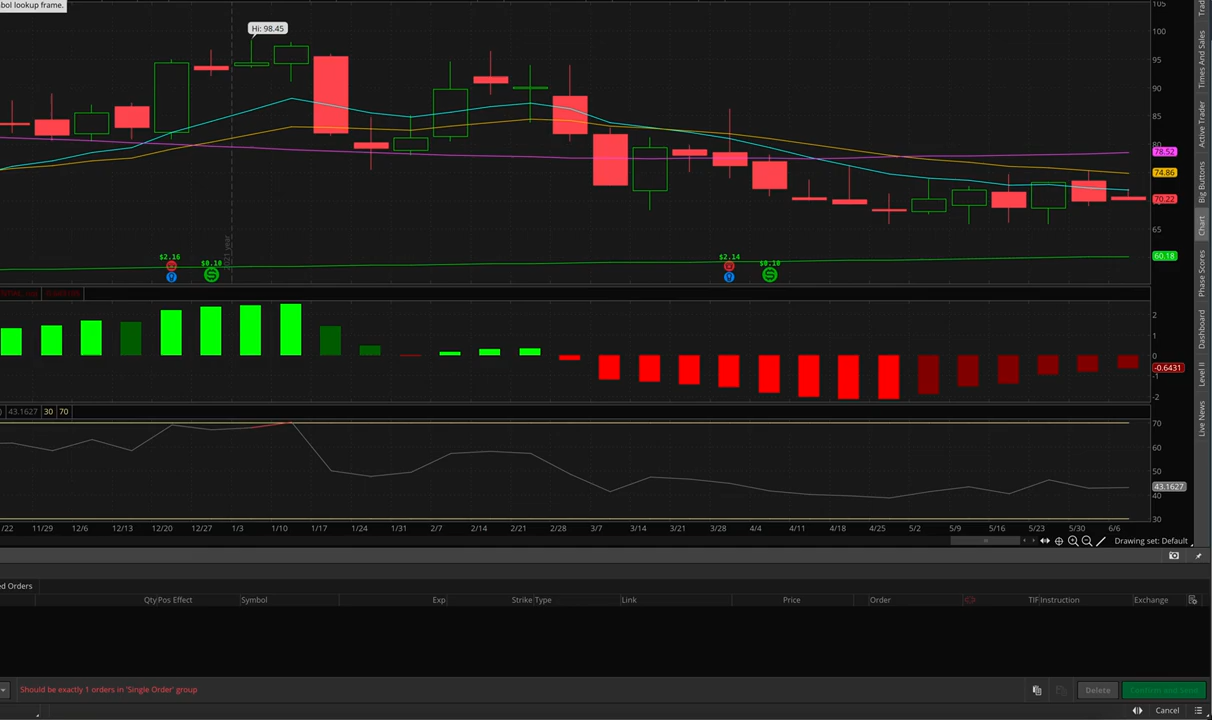 bol lookup frame.
105
Hi: 98.45
100
95
90
85
80
78.52
74.86
70.22
65
60.18
2021 year
$2.16
$0.10
$2.14
$0.10
2
1
0
-0.6431
-1
-2
43.1627 30 70
70
60
50
43.1627
40
30
/22 11/29 12/6 12/13 12/20 12/27 1/3 1/10 1/17 1/24 1/31 2/7 2/14 2/21 2/28 3/7 3/14 3/21 3/28 4/4 4/11 4/18 4/25 5/2 5/9 5/16 5/23 5/30 6/6
Drawing set: Default
Trad
Times And Sales
Active Trader
Big Buttons
Chart
Phase Scores
Dashboard
Level II
Live News
ed Orders
Qty Pos Effect Symbol Exp Strike Type Link Price Order TIF Instruction Exchange
Should be exactly 1 orders in 'Single Order' group
Delete
Confirm and Send
Cancel